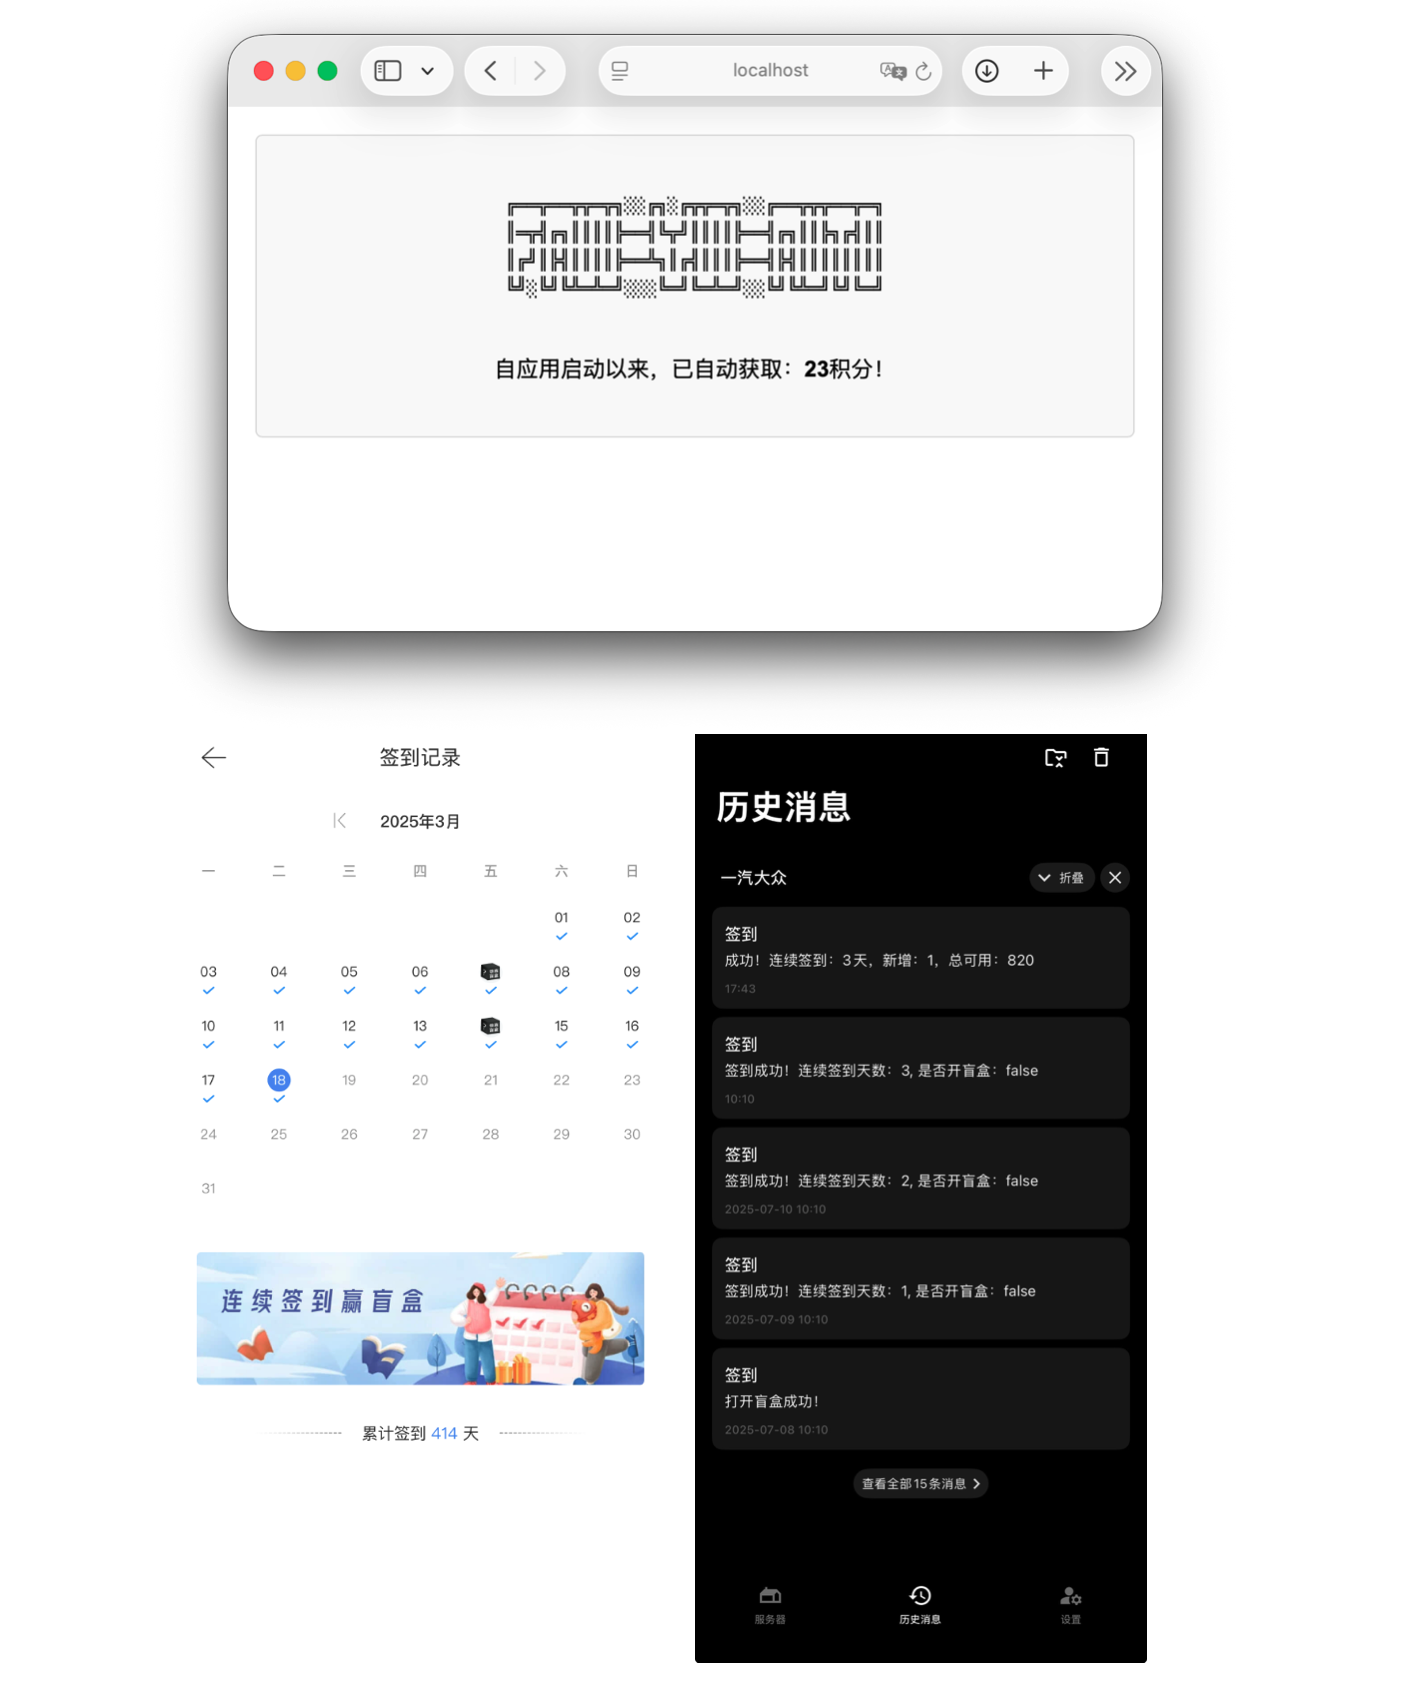 localhost
自应用启动以来，已自动获取：23积分！
签到记录
2025年3月
一 二 三 四 五 六 日
01 02
03 04 05 06 08 09
10 11 12 13 15 16
17 18 19 20 21 22 23
24 25 26 27 28 29 30
31
连续签到赢盲盒
累计签到 414 天
历史消息
一汽大众
折叠
签到
成功！连续签到：3天，新增：1，总可用：820
17:43
签到
签到成功！连续签到天数：3, 是否开盲盒：false
10:10
签到
签到成功！连续签到天数：2, 是否开盲盒：false
2025-07-10 10:10
签到
签到成功！连续签到天数：1, 是否开盲盒：false
2025-07-09 10:10
签到
打开盲盒成功！
2025-07-08 10:10
查看全部15条消息
服务器
历史消息
设置